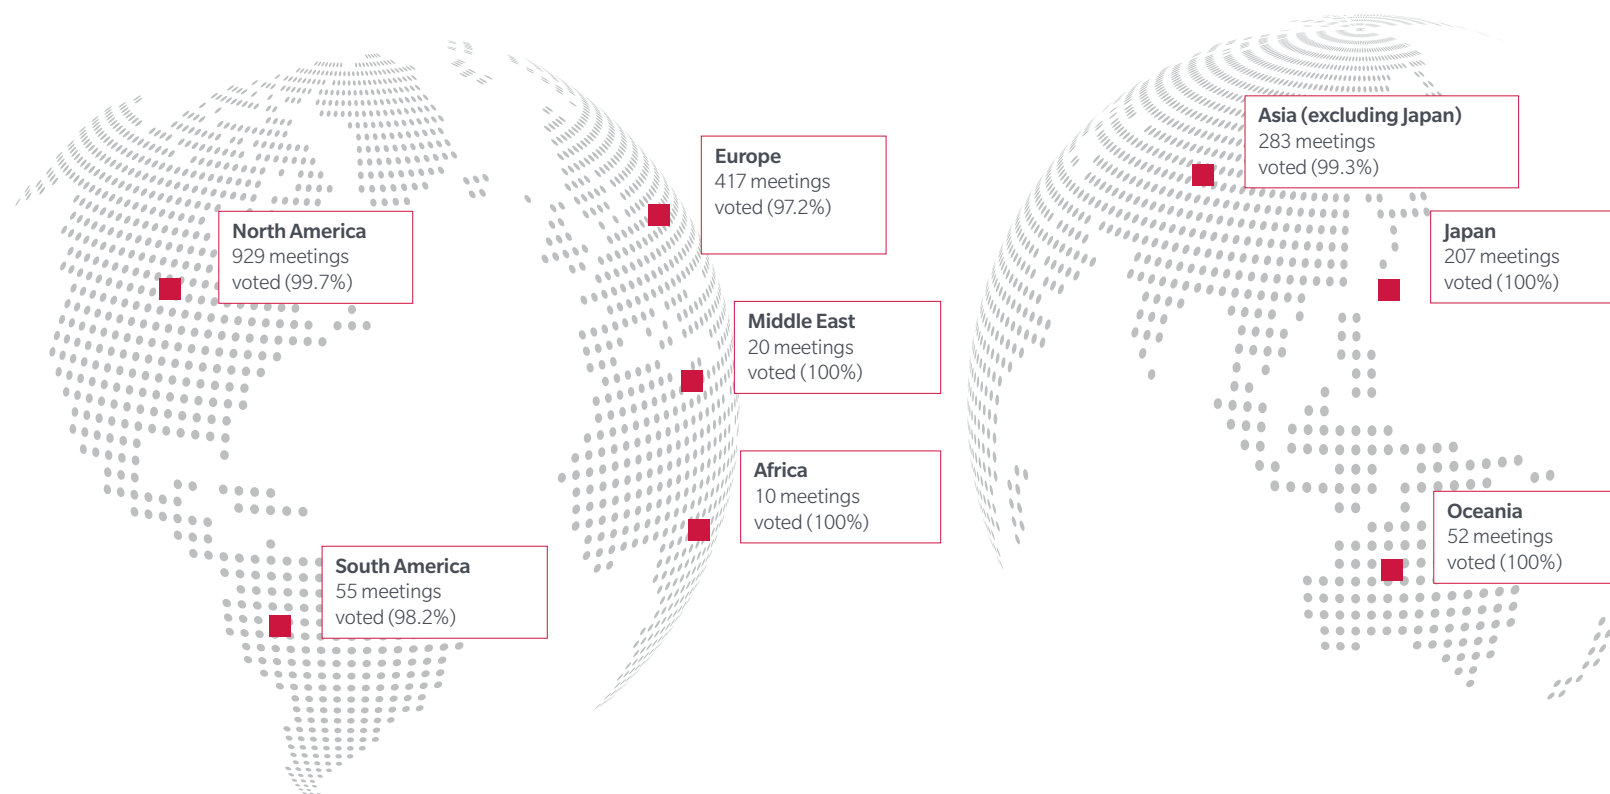 Europe
417 meetings
voted (97.2%)
North America
929 meetings
voted (99.7%)
Middle East
20 meetings
voted (100%)
Africa
10 meetings
voted (100%)
South America
55 meetings
voted (98.2%)
Asia (excluding Japan)
283 meetings
voted (99.3%)
Japan
207 meetings
voted (100%)
Oceania
52 meetings
voted (100%)